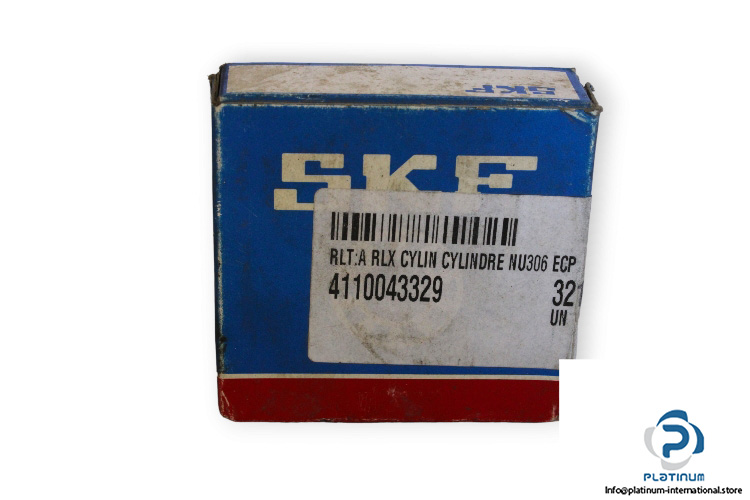 SKF
SKF
RLT:A RLX CYLIN CYLINDRE NU306 ECP
4110043329
321
UN
PLATINUM
Info@platinum-international.store